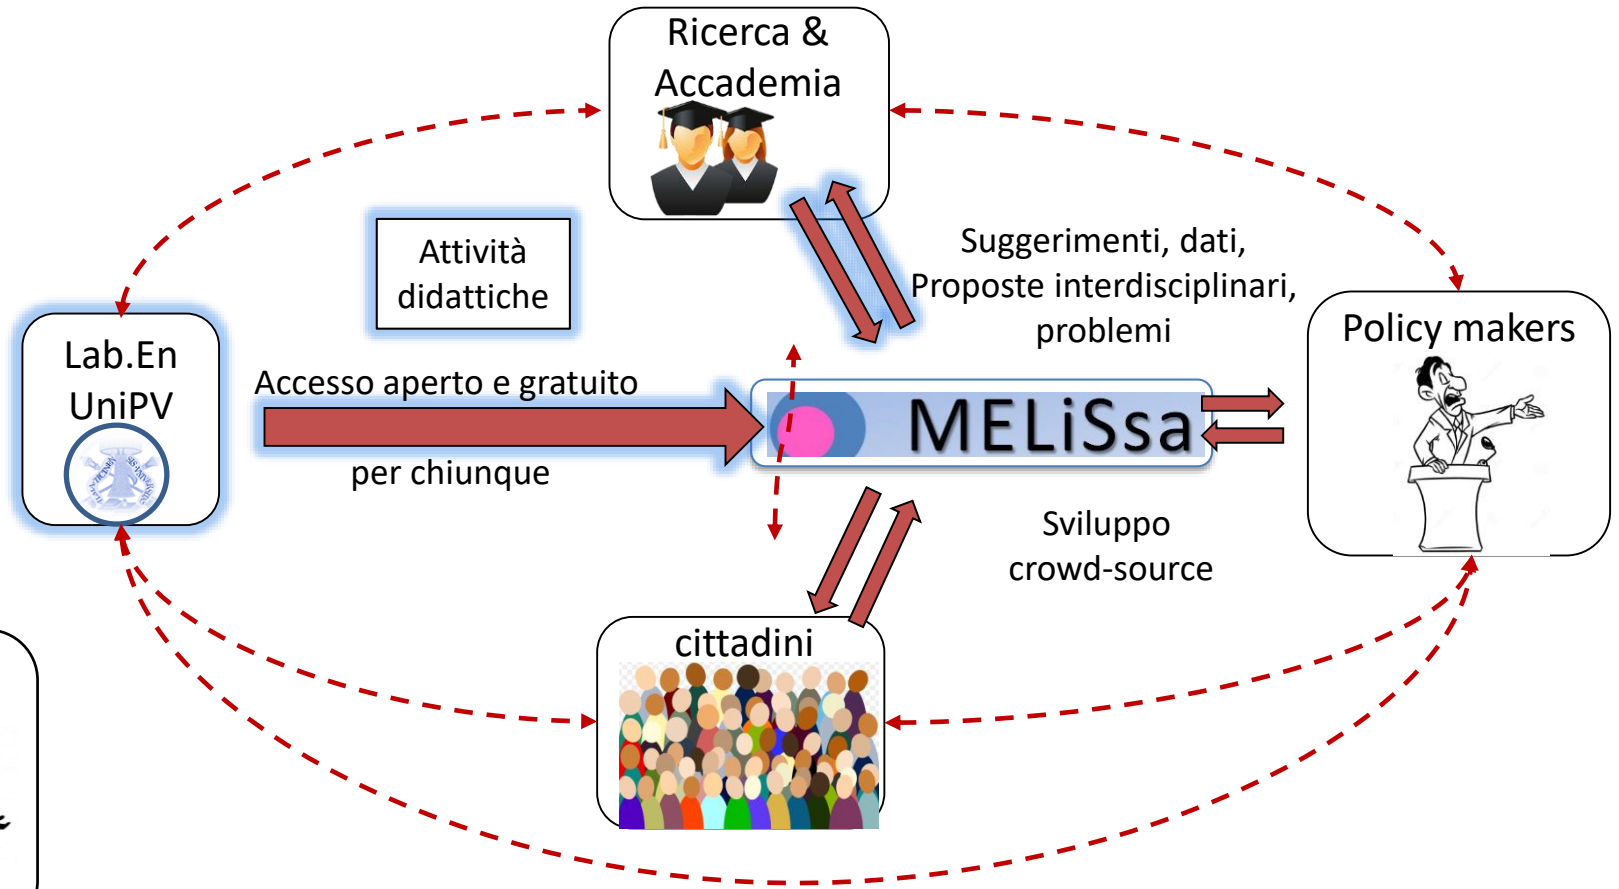 Ricerca &
Accademia
Attività
didattiche
Suggerimenti, dati,
Proposte interdisciplinari,
problemi
Policy makers
Lab.En
UniPV
Accesso aperto e gratuito
per chiunque
MELiSsa
Sviluppo
crowd-source
cittadini